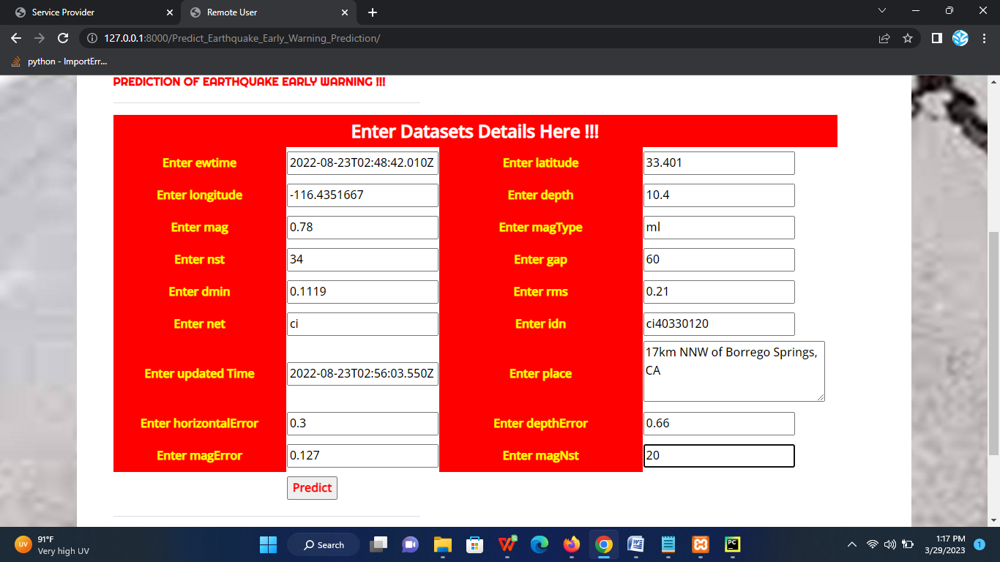 Service Provider
Remote User
127.0.0.1:8000/Predict_Earthquake_Early_Warning_Prediction/
python - ImportErr...
PREDICTION OF EARTHQUAKE EARLY WARNING !!!
Enter Datasets Details Here !!!
Enter ewtime 2022-08-23T02:48:42.010Z Enter latitude 33.401
Enter longitude -116.4351667 Enter depth 10.4
Enter mag 0.78 Enter magType ml
Enter nst 34 Enter gap 60
Enter dmin 0.1119 Enter rms 0.21
Enter net ci Enter idn ci40330120
Enter updated Time 2022-08-23T02:56:03.550Z Enter place 17km NNW of Borrego Springs,
CA
Enter horizontalError 0.3 Enter depthError 0.66
Enter magError 0.127 Enter magNst 20
Predict
UV 91°F
Very high UV
Search
1:17 PM
3/29/2023
1